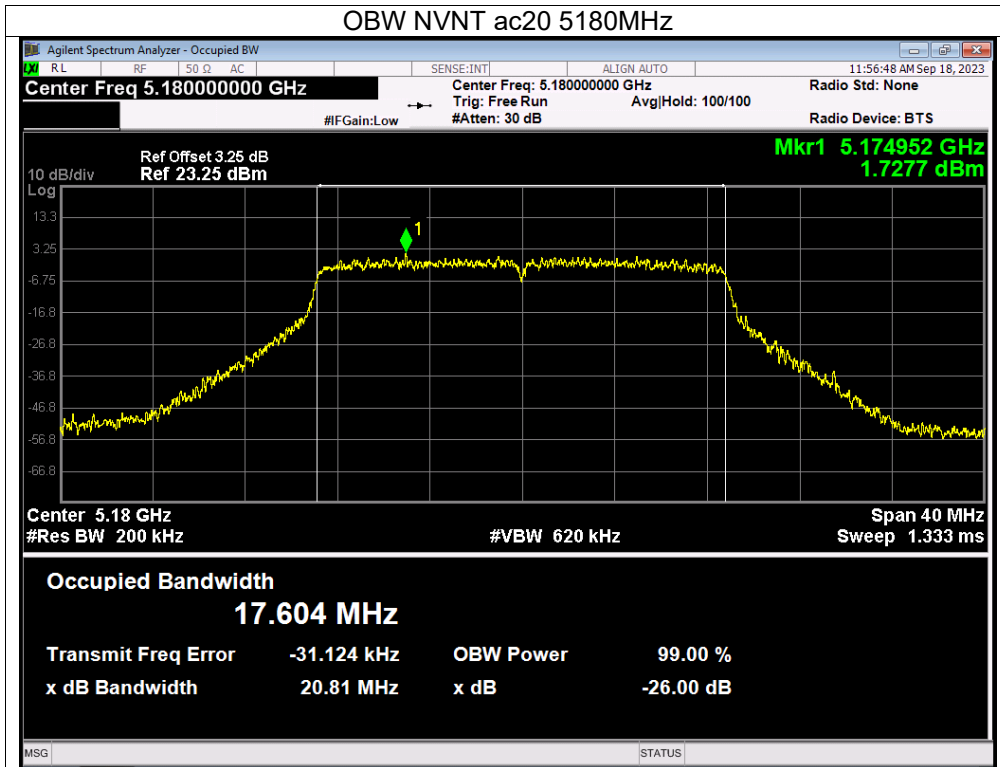 OBW NVNT ac20 5180MHz
Agilent Spectrum Analyzer - Occupied BW
LXI RL RF 50 Ω AC SENSE:INT ALIGN AUTO 11:56:48 AM Sep 18, 2023
Center Freq 5.180000000 GHz Center Freq: 5.180000000 GHz Radio Std: None
Trig: Free Run Avg|Hold: 100/100
#IFGain:Low #Atten: 30 dB Radio Device: BTS
Mkr1 5.174952 GHz
1.7277 dBm
Ref Offset 3.25 dB
10 dB/div Ref 23.25 dBm
Log
13.3
1
3.25
-6.75
-16.8
-26.8
-36.8
-46.8
-56.8
-66.8
Center 5.18 GHz Span 40 MHz
#Res BW 200 kHz #VBW 620 kHz Sweep 1.333 ms
Occupied Bandwidth
17.604 MHz
Transmit Freq Error -31.124 kHz OBW Power 99.00 %
x dB Bandwidth 20.81 MHz x dB -26.00 dB
MSG STATUS